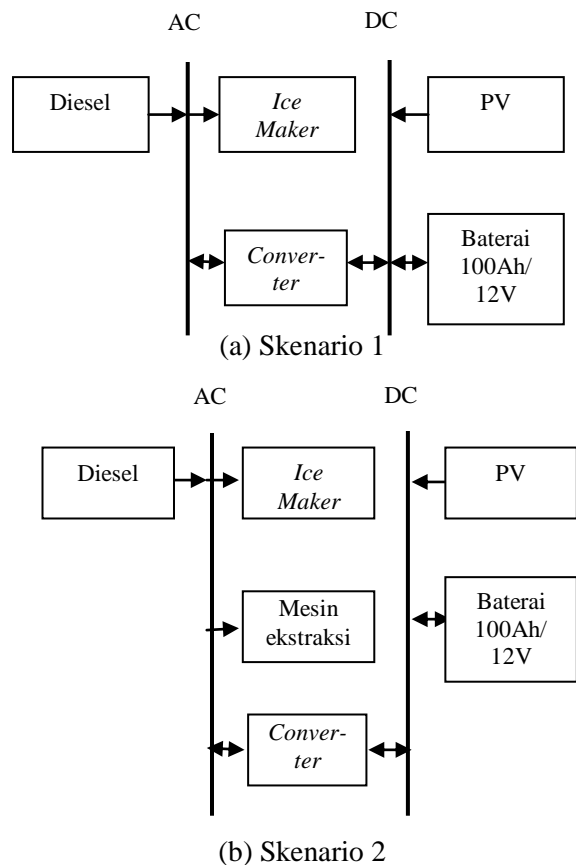 AC
DC
Diesel
Ice
Maker
PV
Conver-
ter
Baterai
100Ah/
12V
(a) Skenario 1
AC
DC
Diesel
Ice
Maker
PV
Mesin
ekstraksi
Baterai
100Ah/
12V
Conver-
ter
(b) Skenario 2